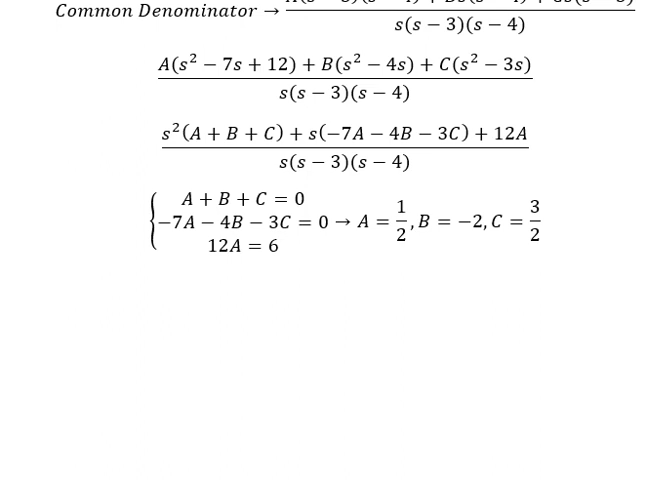 Common Denominator →
s(s − 3)(s − 4)
A(s² − 7s + 12) + B(s² − 4s) + C(s² − 3s)
s(s − 3)(s − 4)
s²(A + B + C) + s(−7A − 4B − 3C) + 12A
s(s − 3)(s − 4)
A + B + C = 0
−7A − 4B − 3C = 0 → A = 1/2, B = −2, C = 3/2
12A = 6